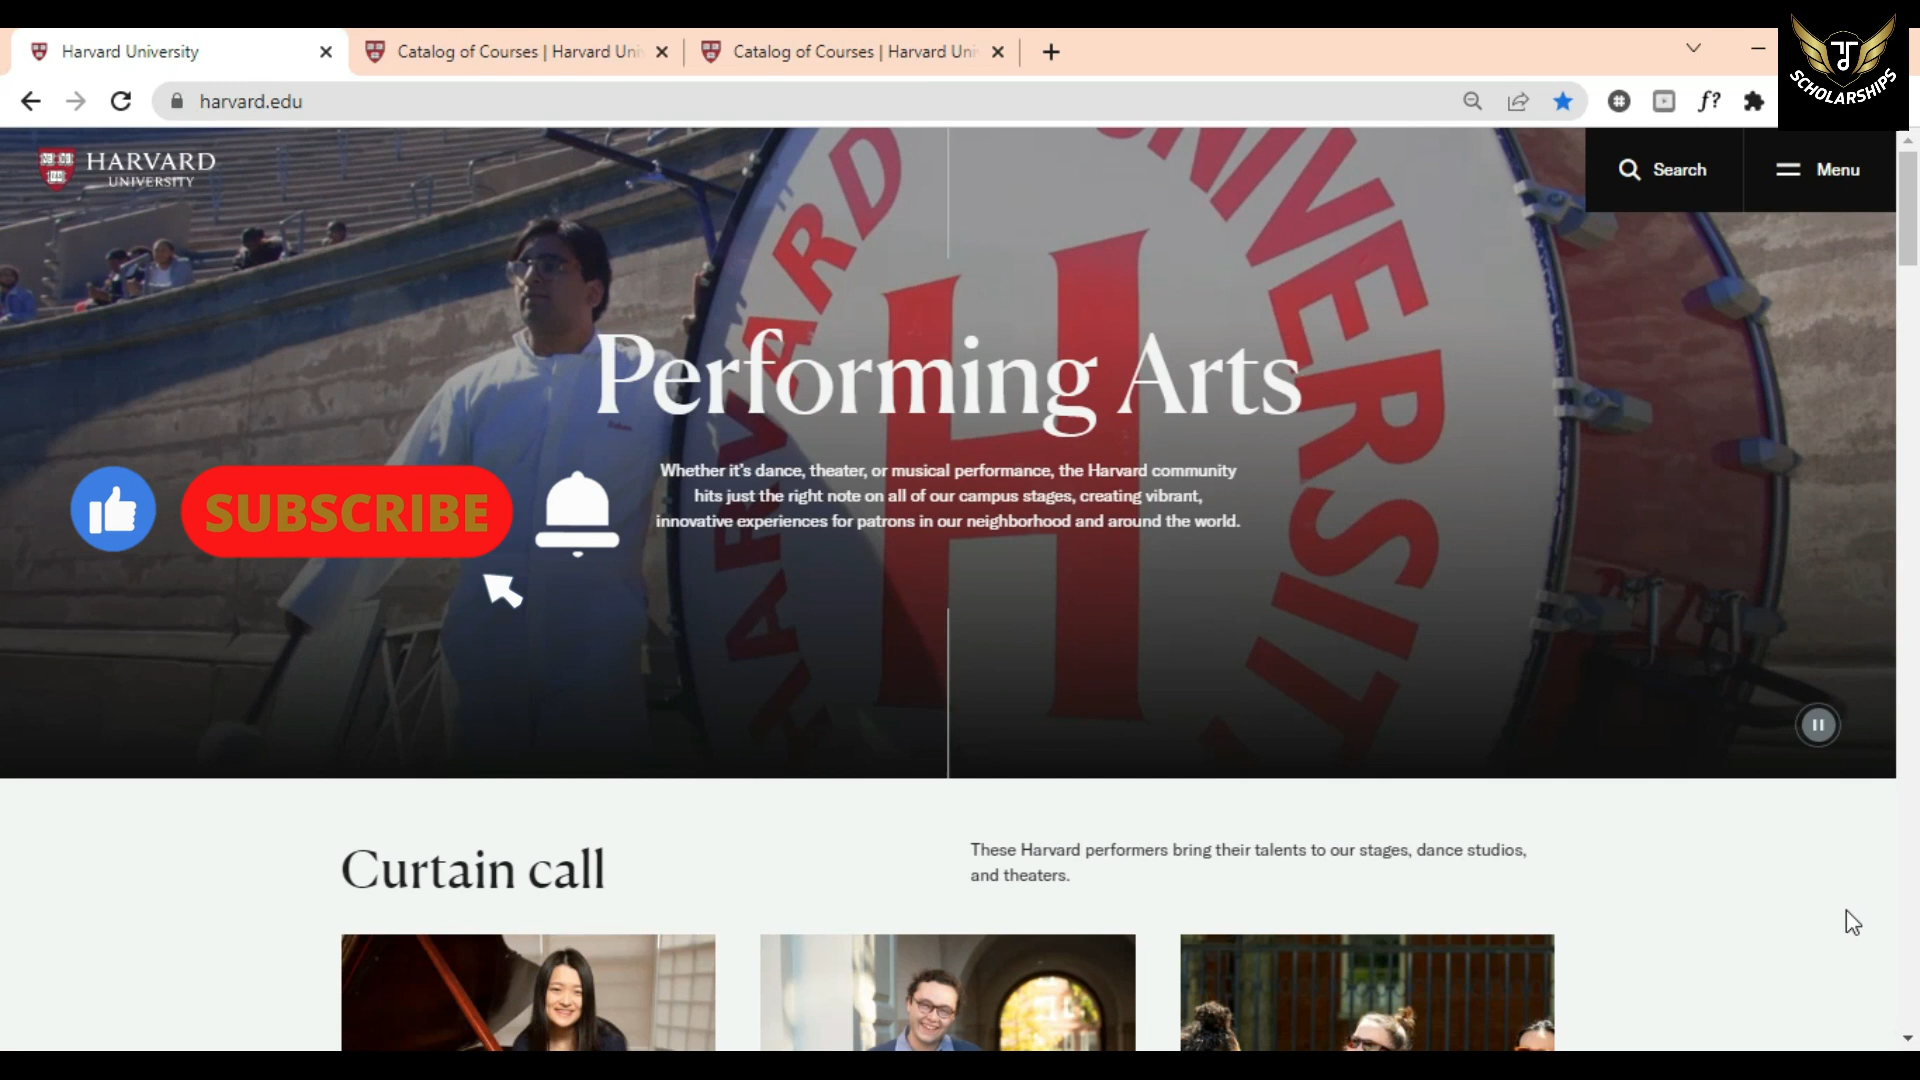 Harvard University
Catalog of Courses | Harvard Uni
Catalog of Courses | Harvard Uni
harvard.edu
f?
SCHOLARSHIPS
HARVARD
UNIVERSITY
Search
Menu
HARVARD UNIVERSIT
H
Performing Arts
Whether it's dance, theater, or musical performance, the Harvard community
hits just the right note on all of our campus stages, creating vibrant,
innovative experiences for patrons in our neighborhood and around the world.
SUBSCRIBE
Curtain call
These Harvard performers bring their talents to our stages, dance studios,
and theaters.